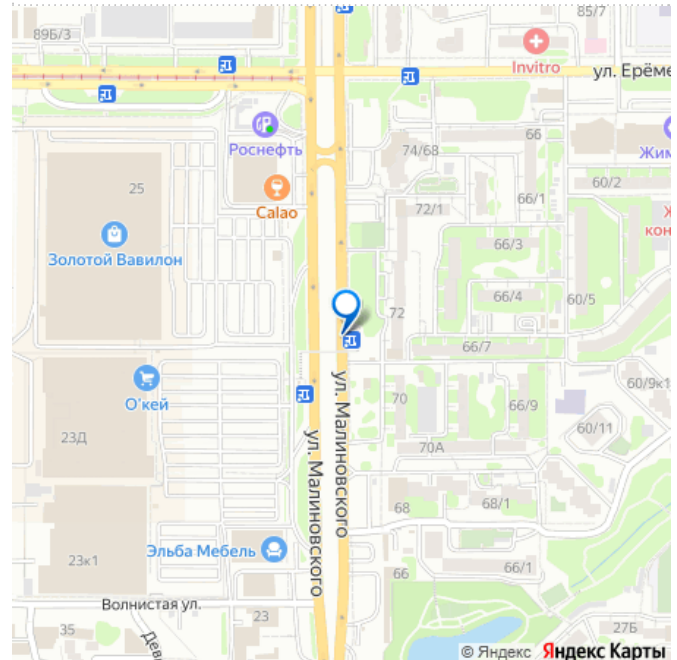 89Б/3
85/7
Invitro
ул. Ерёме
Роснефть
66
74/68
Жим
25
Calao
60/2
66/1
72/1
Ж
кон
66/3
Золотой Вавилон
66/4
60/5
72
66/7
О'кей
60/9к1
70
66/9
23Д
60/11
ул. Малиновского
ул. Малиновского
70А
68
68/1
Эльба Мебель
23к1
66
66/1
Волнистая ул.
23
35
Дев
27Б
© Яндекс Яндекс Карты